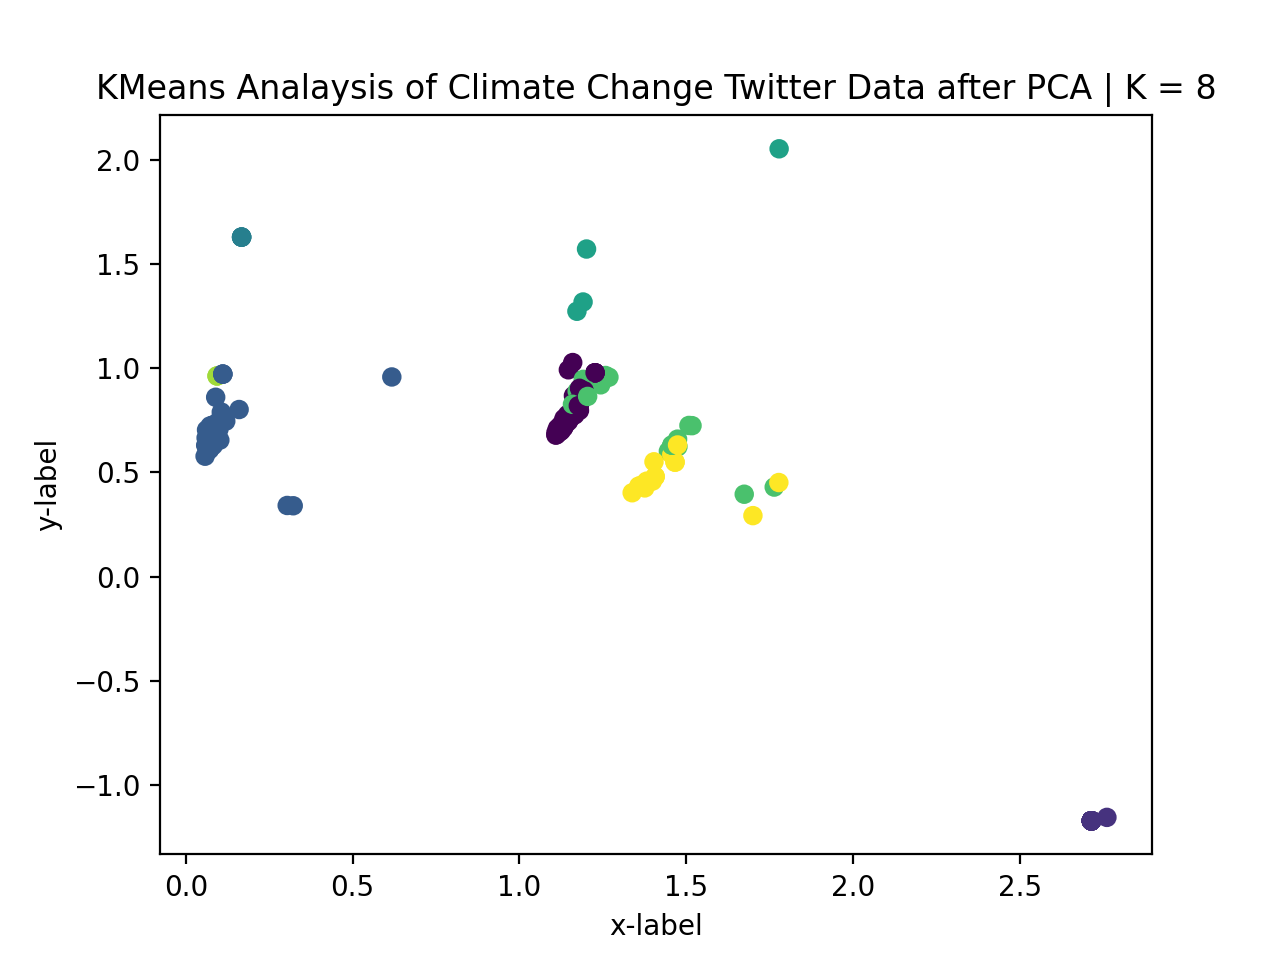 KMeans Analaysis of Climate Change Twitter Data after PCA | K = 8
2.0
1.5
1.0
0.5
0.0
−0.5
−1.0
y-label
0.0 0.5 1.0 1.5 2.0 2.5
x-label